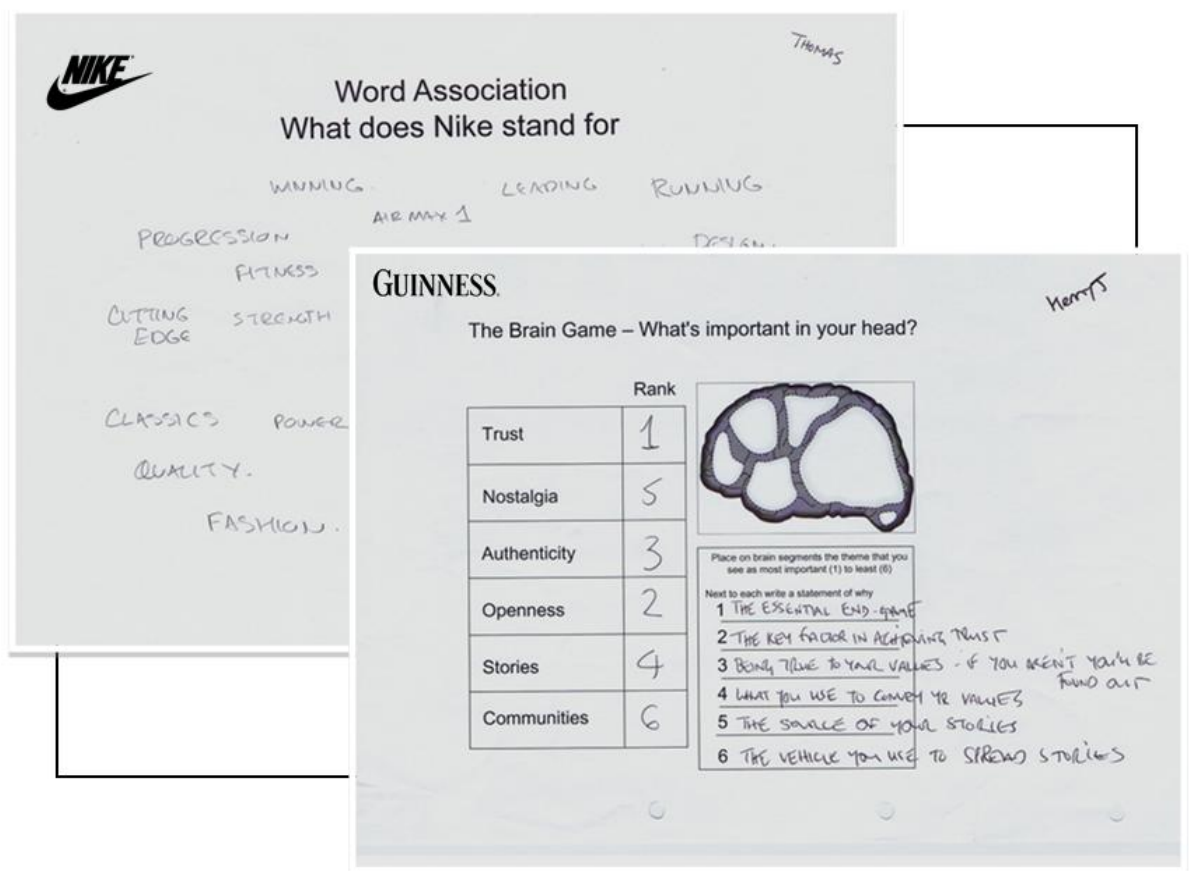 THOMAS
NIKE
Word Association
What does Nike stand for
WINNING. LEADING RUNNING
AIR MAX 1
PROGRESSION DESIGN.
FITNESS
CUTTING EDGE STRENGTH
CLASSICS POWER
QUALITY.
FASHION.
GUINNESS.
HenryJ
The Brain Game – What's important in your head?
Rank
Trust 1
Nostalgia 5
Authenticity 3
Openness 2
Stories 4
Communities 6
Place on brain segments the theme that you
see as most important (1) to least (6)
Next to each write a statement of why
1 THE ESSENTIAL END-GAME
2 THE KEY FACTOR IN ACHIEVING TRUST
3 BEING TRUE TO YOUR VALUES - IF YOU AREN'T YOU'LL BE
FOUND OUT
4 WHAT YOU USE TO CONVEY YR VALUES
5 THE SOURCE OF YOUR STORIES
6 THE VEHICLE YOU USE TO SPREAD STORIES